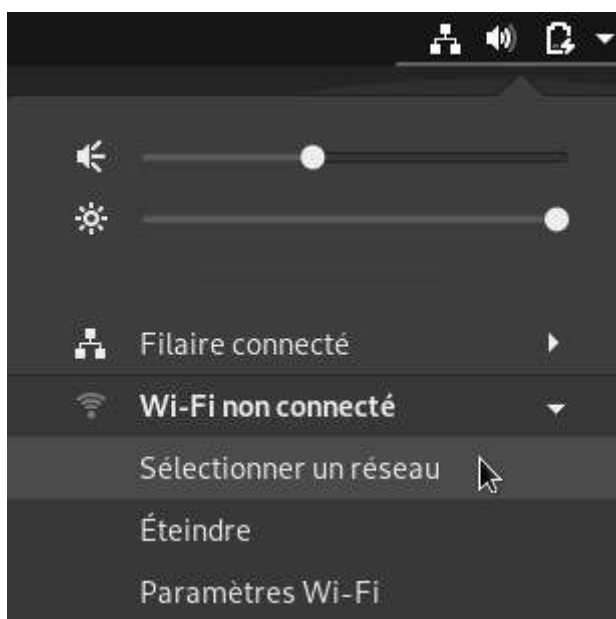 Filaire connecté
Wi-Fi non connecté
Sélectionner un réseau
Éteindre
Paramètres Wi-Fi